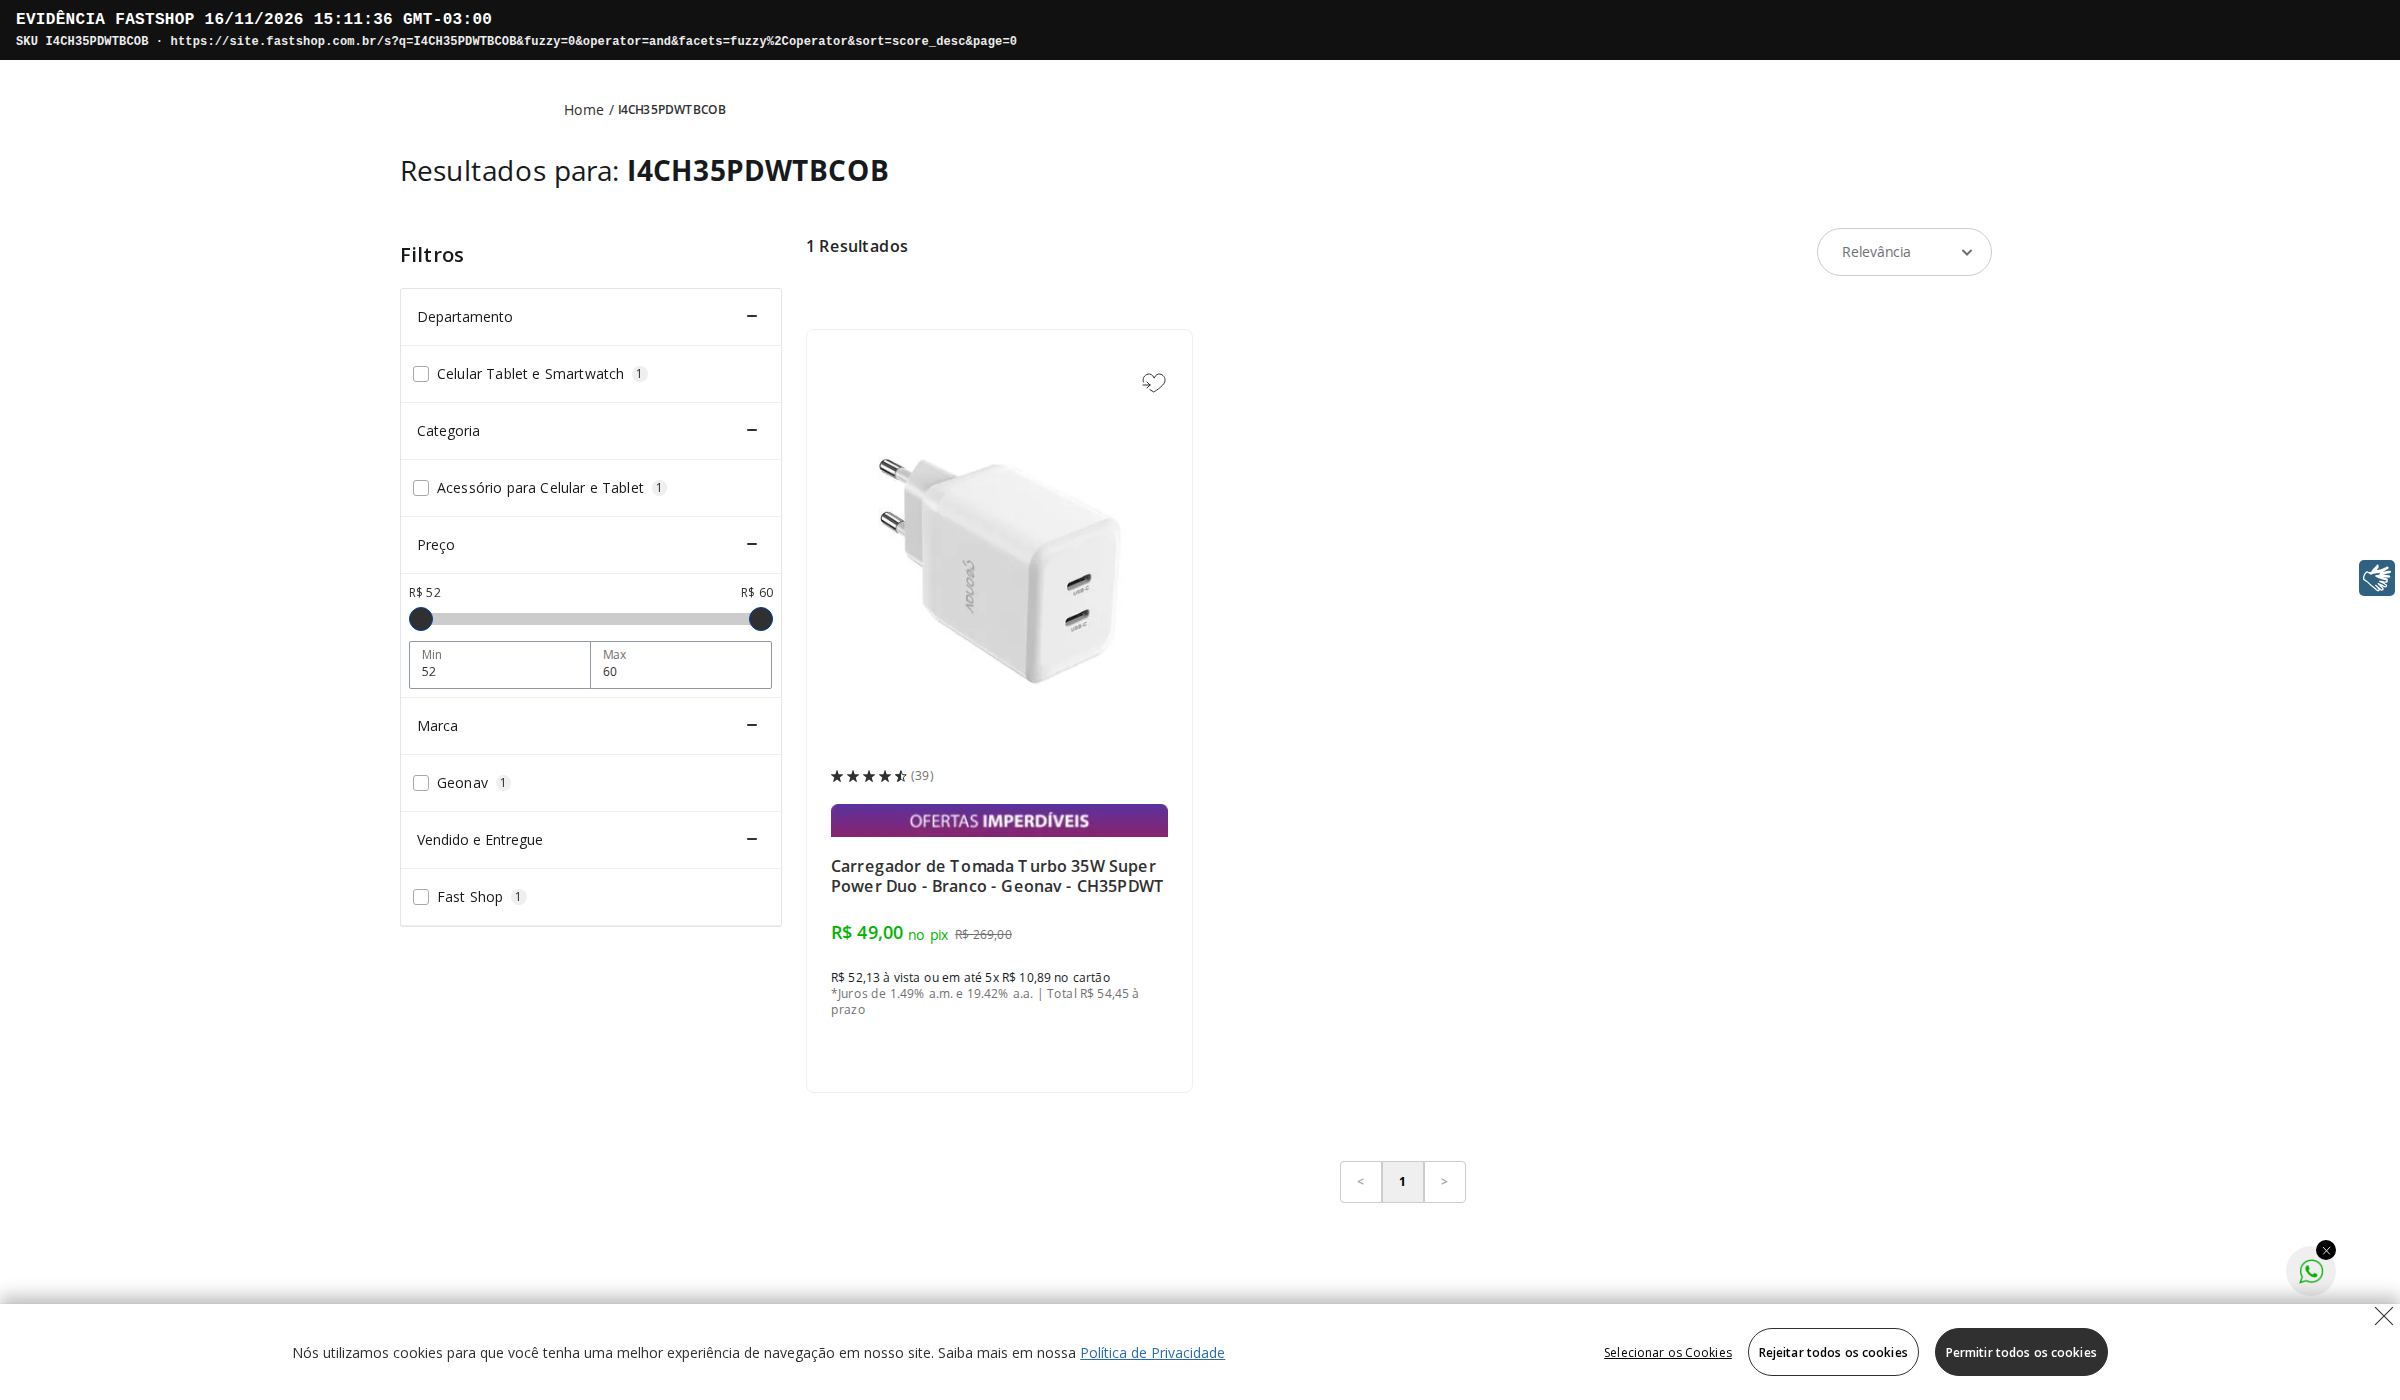 EVIDÊNCIA FASTSHOP 16/11/2026 15:11:36 GMT-03:00
SKU I4CH35PDWTBCOB · https://site.fastshop.com.br/s?q=I4CH35PDWTBCOB&fuzzy=0&operator=and&facets=fuzzy%2Coperator&sort=score_desc&page=0
Home / I4CH35PDWTBCOB
Resultados para: I4CH35PDWTBCOB
Filtros
1 Resultados
Relevância
Departamento
Celular Tablet e Smartwatch 1
Categoria
Acessório para Celular e Tablet 1
Preço
R$ 52
R$ 60
Min
52
Max
60
Marca
Geonav 1
Vendido e Entregue
Fast Shop 1
Geonav
USB-C
USB-C
(39)
OFERTAS IMPERDÍVEIS
Carregador de Tomada Turbo 35W Super
Power Duo - Branco - Geonav - CH35PDWT
R$ 49,00 no pix R$ 269,00
R$ 52,13 à vista ou em até 5x R$ 10,89 no cartão
*Juros de 1.49% a.m. e 19.42% a.a. | Total R$ 54,45 à
prazo
< 1 >
Nós utilizamos cookies para que você tenha uma melhor experiência de navegação em nosso site. Saiba mais em nossa Política de Privacidade
Selecionar os Cookies
Rejeitar todos os cookies
Permitir todos os cookies